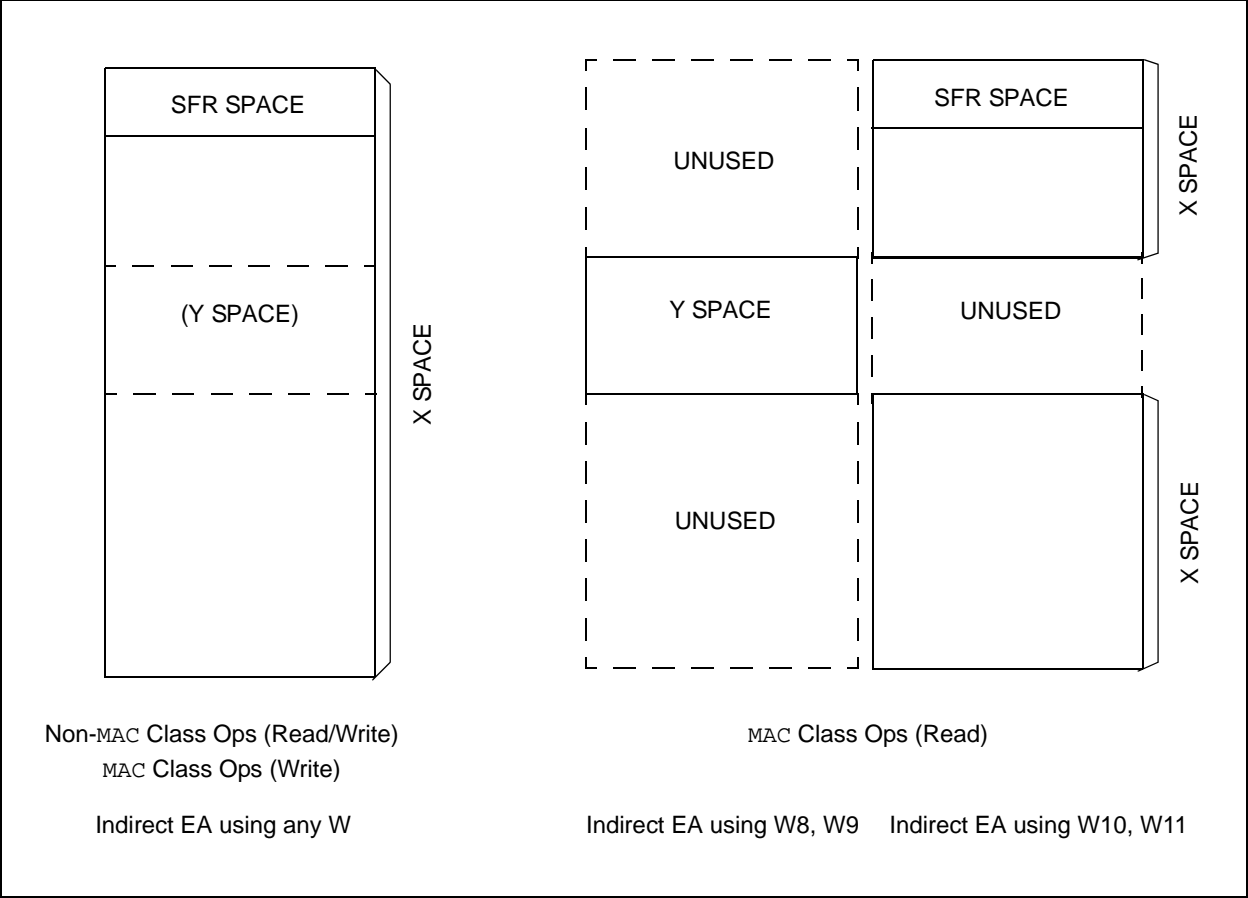 SFR SPACE
(Y SPACE)
X SPACE
Non-MAC Class Ops (Read/Write)
MAC Class Ops (Write)
Indirect EA using any W
UNUSED
Y SPACE
UNUSED
SFR SPACE
X SPACE
UNUSED
X SPACE
MAC Class Ops (Read)
Indirect EA using W8, W9
Indirect EA using W10, W11